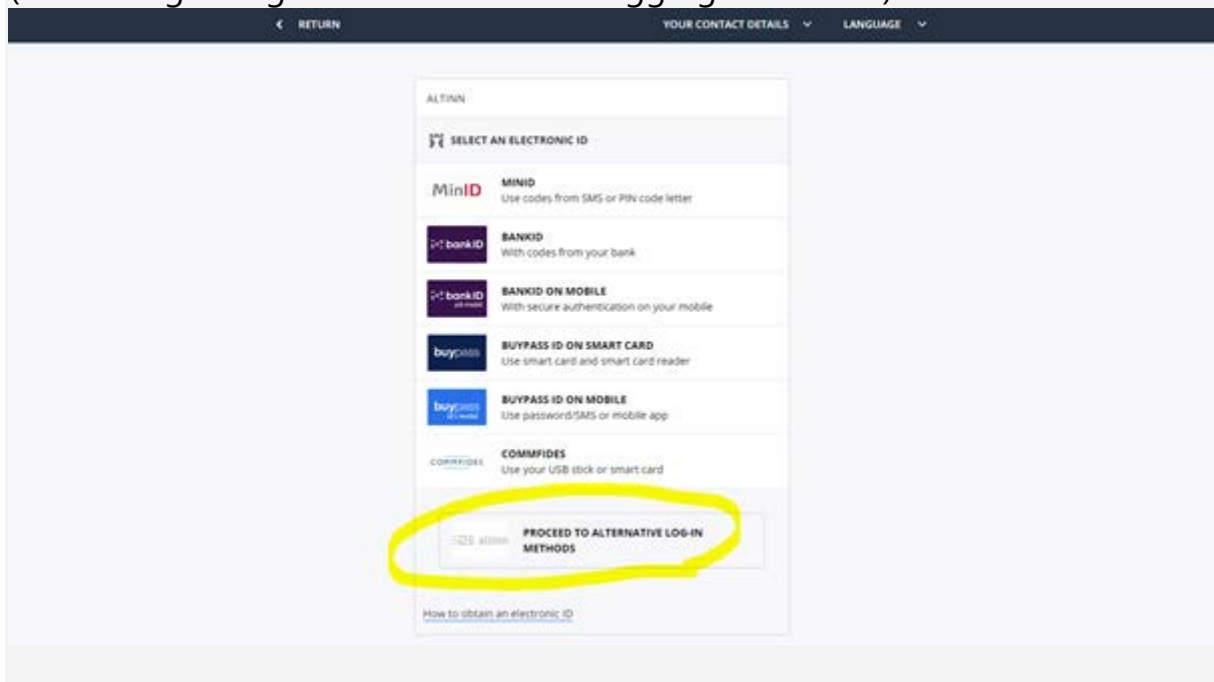 RETURN
YOUR CONTACT DETAILS
LANGUAGE
ALTINN
SELECT AN ELECTRONIC ID
MinID
MINID
Use codes from SMS or PIN code letter
bankID
BANKID
With codes from your bank
bankID
BANKID ON MOBILE
With secure authentication on your mobile
buypass
BUYPASS ID ON SMART CARD
Use smart card and smart card reader
buypass
BUYPASS ID ON MOBILE
Use password/SMS or mobile app
COMMFIDES
COMMFIDES
Use your USB stick or smart card
altinn
PROCEED TO ALTERNATIVE LOG-IN
METHODS
How to obtain an electronic ID